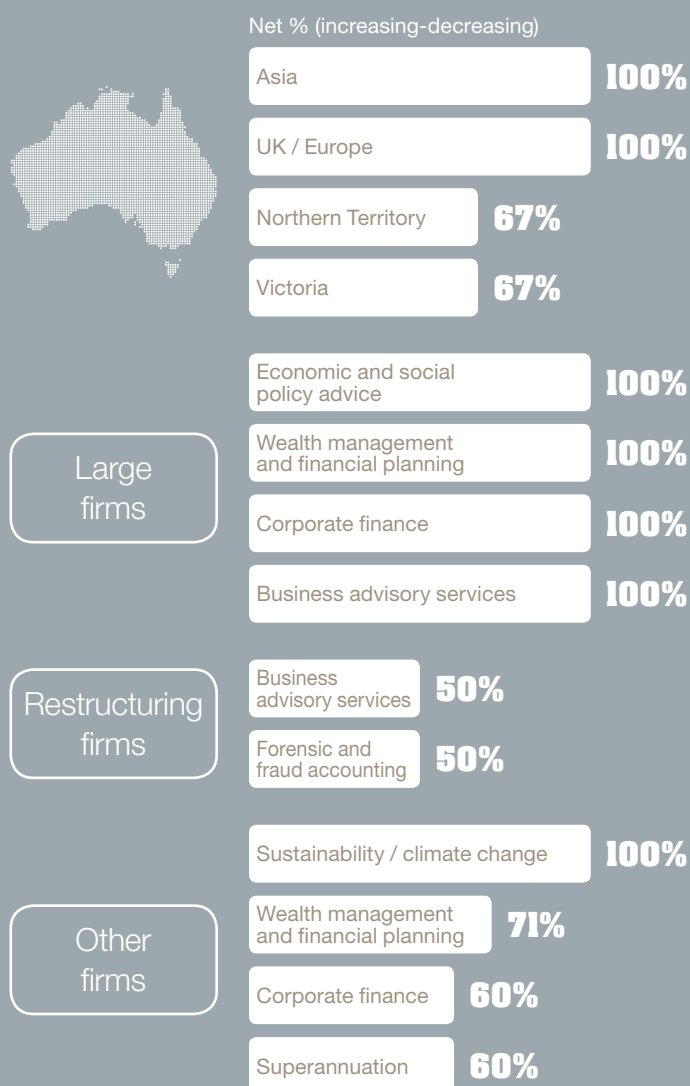 Net % (increasing-decreasing)
Asia 100%
UK / Europe 100%
Northern Territory 67%
Victoria 67%
Large
firms
Economic and social
policy advice 100%
Wealth management
and financial planning 100%
Corporate finance 100%
Business advisory services 100%
Restructuring
firms
Business
advisory services 50%
Forensic and
fraud accounting 50%
Other
firms
Sustainability / climate change 100%
Wealth management
and financial planning 71%
Corporate finance 60%
Superannuation 60%